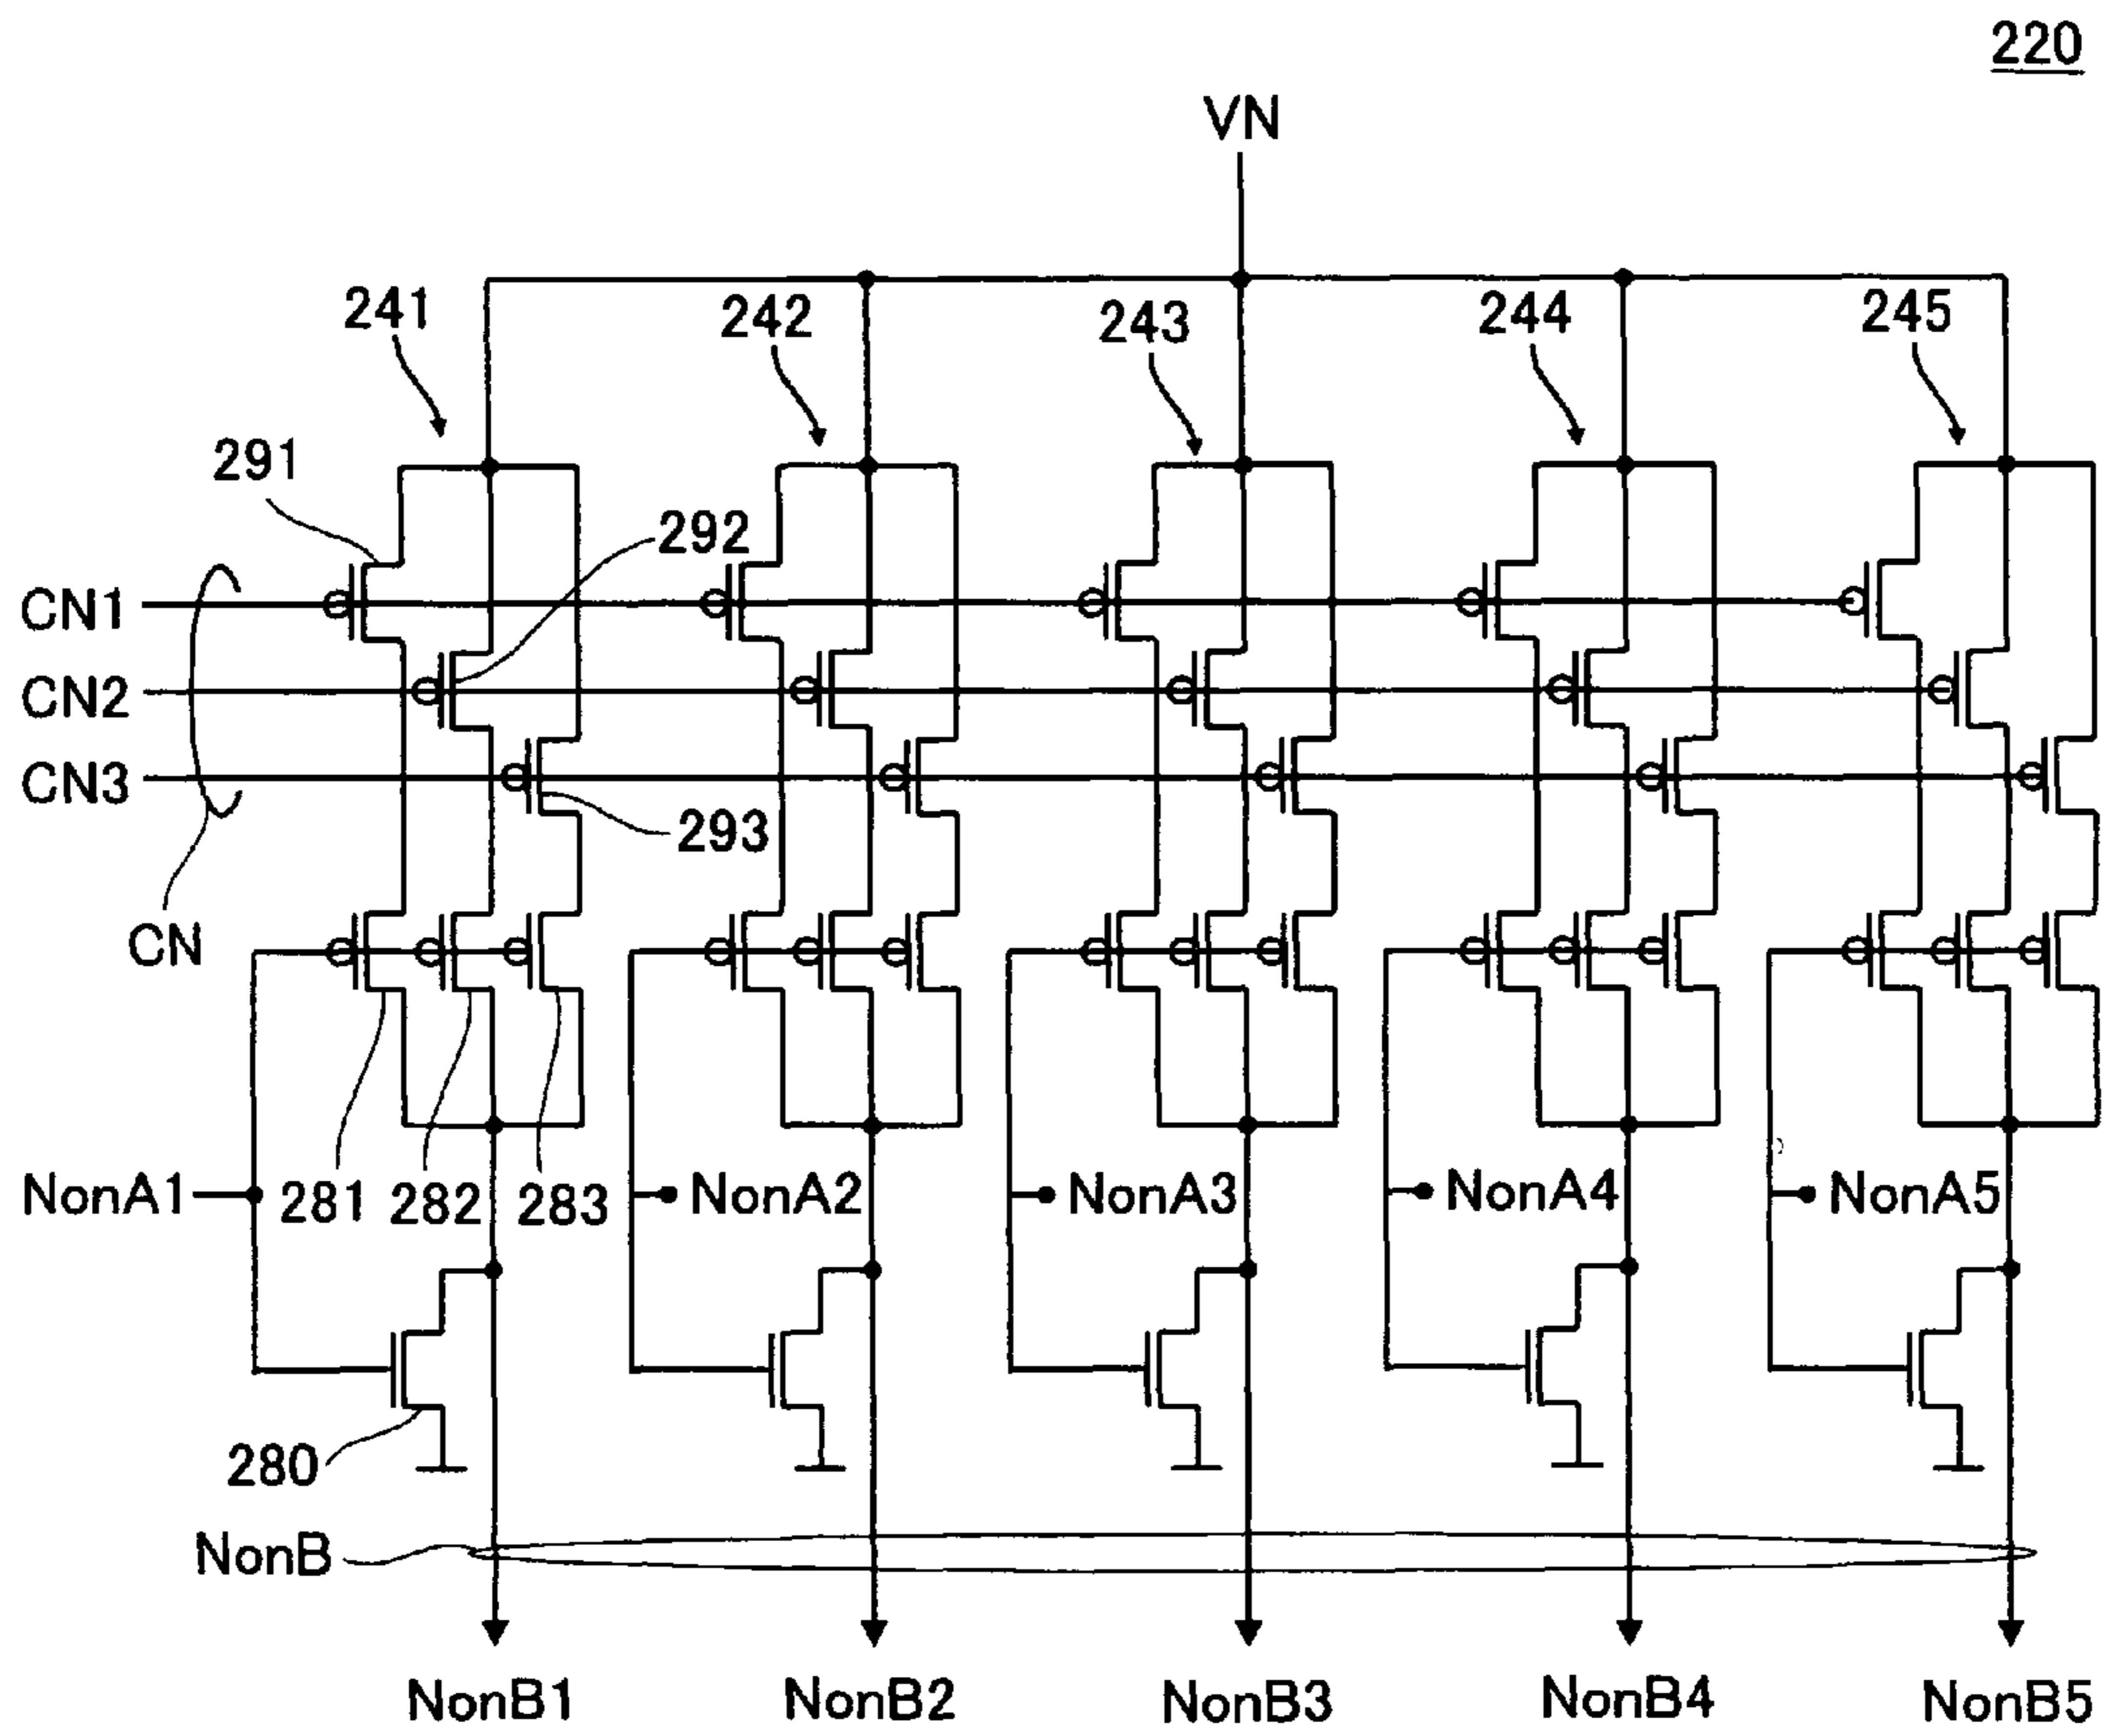 220
VN
241
242
243
244
245
291
292
CN1
CN2
CN3
293
CN
NonA1
281
282
283
NonA2
NonA3
NonA4
NonA5
280
NonB
NonB1
NonB2
NonB3
NonB4
NonB5